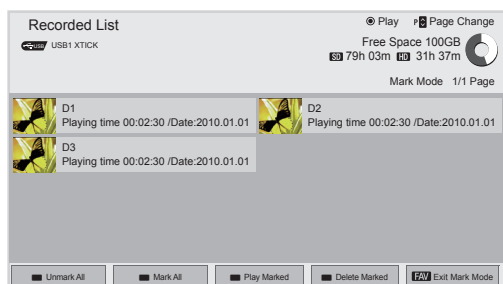 Recorded List
Play P Page Change
USB USB1 XTICK
Free Space 100GB
SD 79h 03m HD 31h 37m
Mark Mode 1/1 Page
D1
Playing time 00:02:30 /Date:2010.01.01
D2
Playing time 00:02:30 /Date:2010.01.01
D3
Playing time 00:02:30 /Date:2010.01.01
Unmark All
Mark All
Play Marked
Delete Marked
FAV Exit Mark Mode